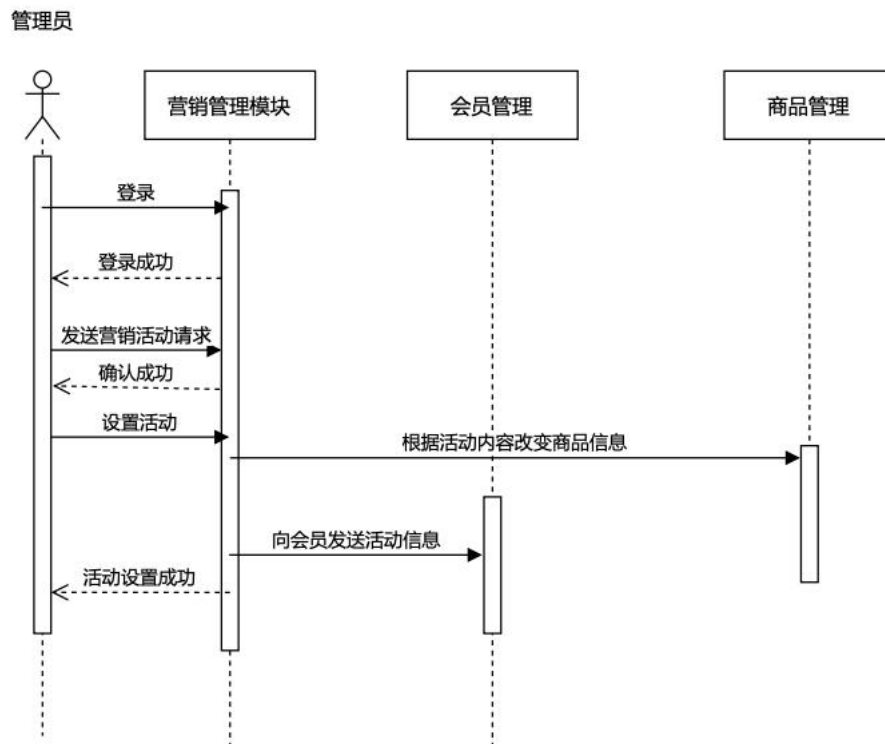 管理员
营销管理模块
会员管理
商品管理
登录
登录成功
发送营销活动请求
确认成功
设置活动
根据活动内容改变商品信息
向会员发送活动信息
活动设置成功